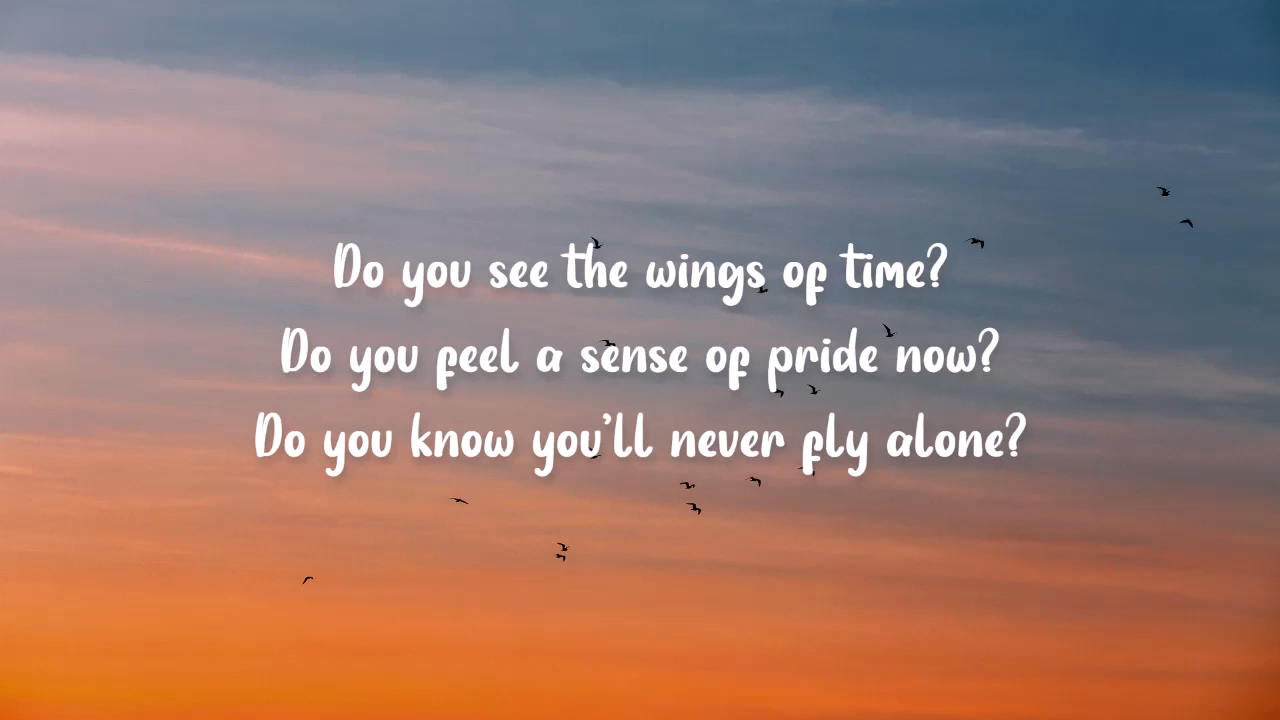 Do you see the wings of time?
Do you feel a sense of pride now?
Do you know you'll never fly alone?